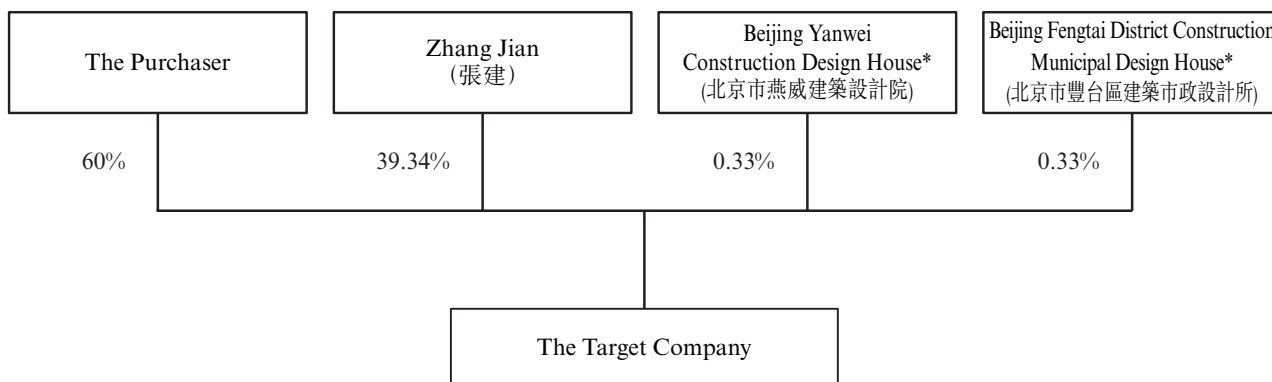 The Purchaser
Zhang Jian
(張建)
Beijing Yanwei
Construction Design House*
(北京市燕威建築設計院)
Beijing Fengtai District Construction
Municipal Design House*
(北京市豐台區建築市政設計所)
60%
39.34%
0.33%
0.33%
The Target Company